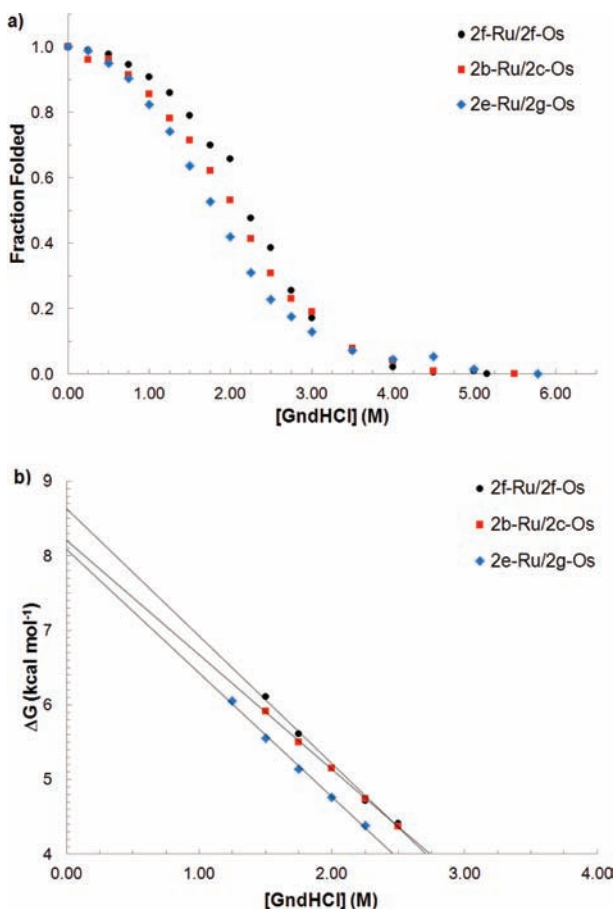 a)
2f-Ru/2f-Os
2b-Ru/2c-Os
2e-Ru/2g-Os
Fraction Folded
1.0
0.8
0.6
0.4
0.2
0.0
0.00 1.00 2.00 3.00 4.00 5.00 6.00
[GndHCl] (M)
b)
2f-Ru/2f-Os
2b-Ru/2c-Os
2e-Ru/2g-Os
ΔG (kcal mol⁻¹)
9
8
7
6
5
4
0.00 1.00 2.00 3.00 4.00
[GndHCl] (M)